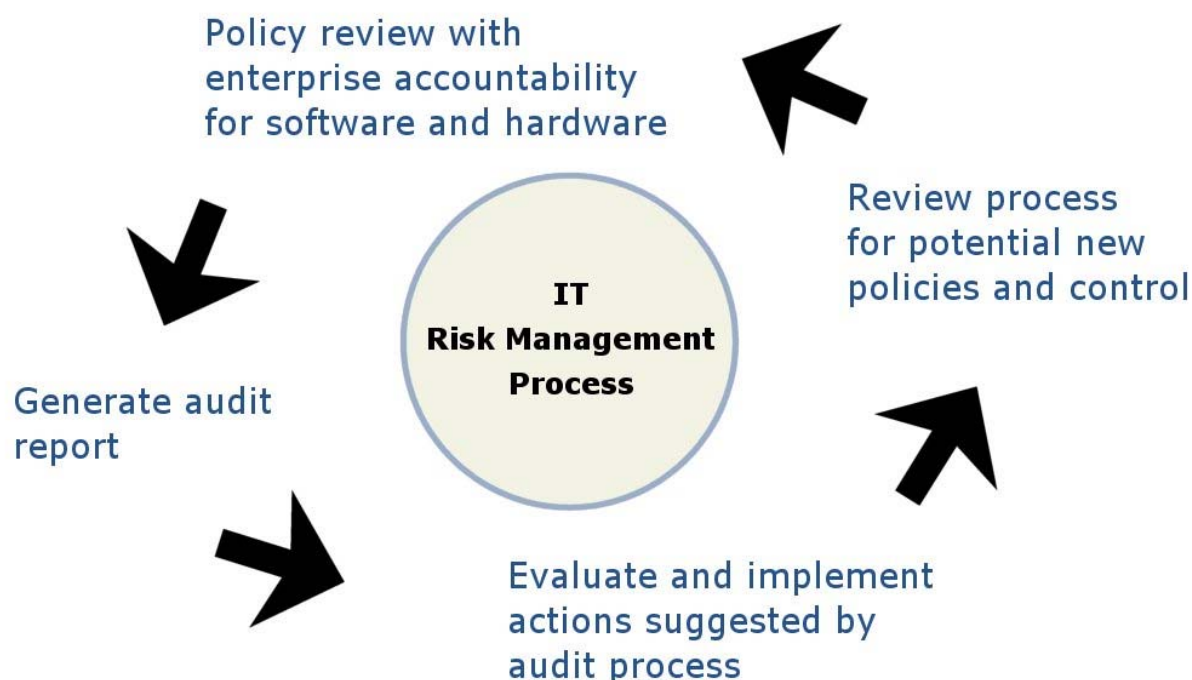 Policy review with
enterprise accountability
for software and hardware
Review process
for potential new
policies and control
IT
Risk Management
Process
Generate audit
report
Evaluate and implement
actions suggested by
audit process